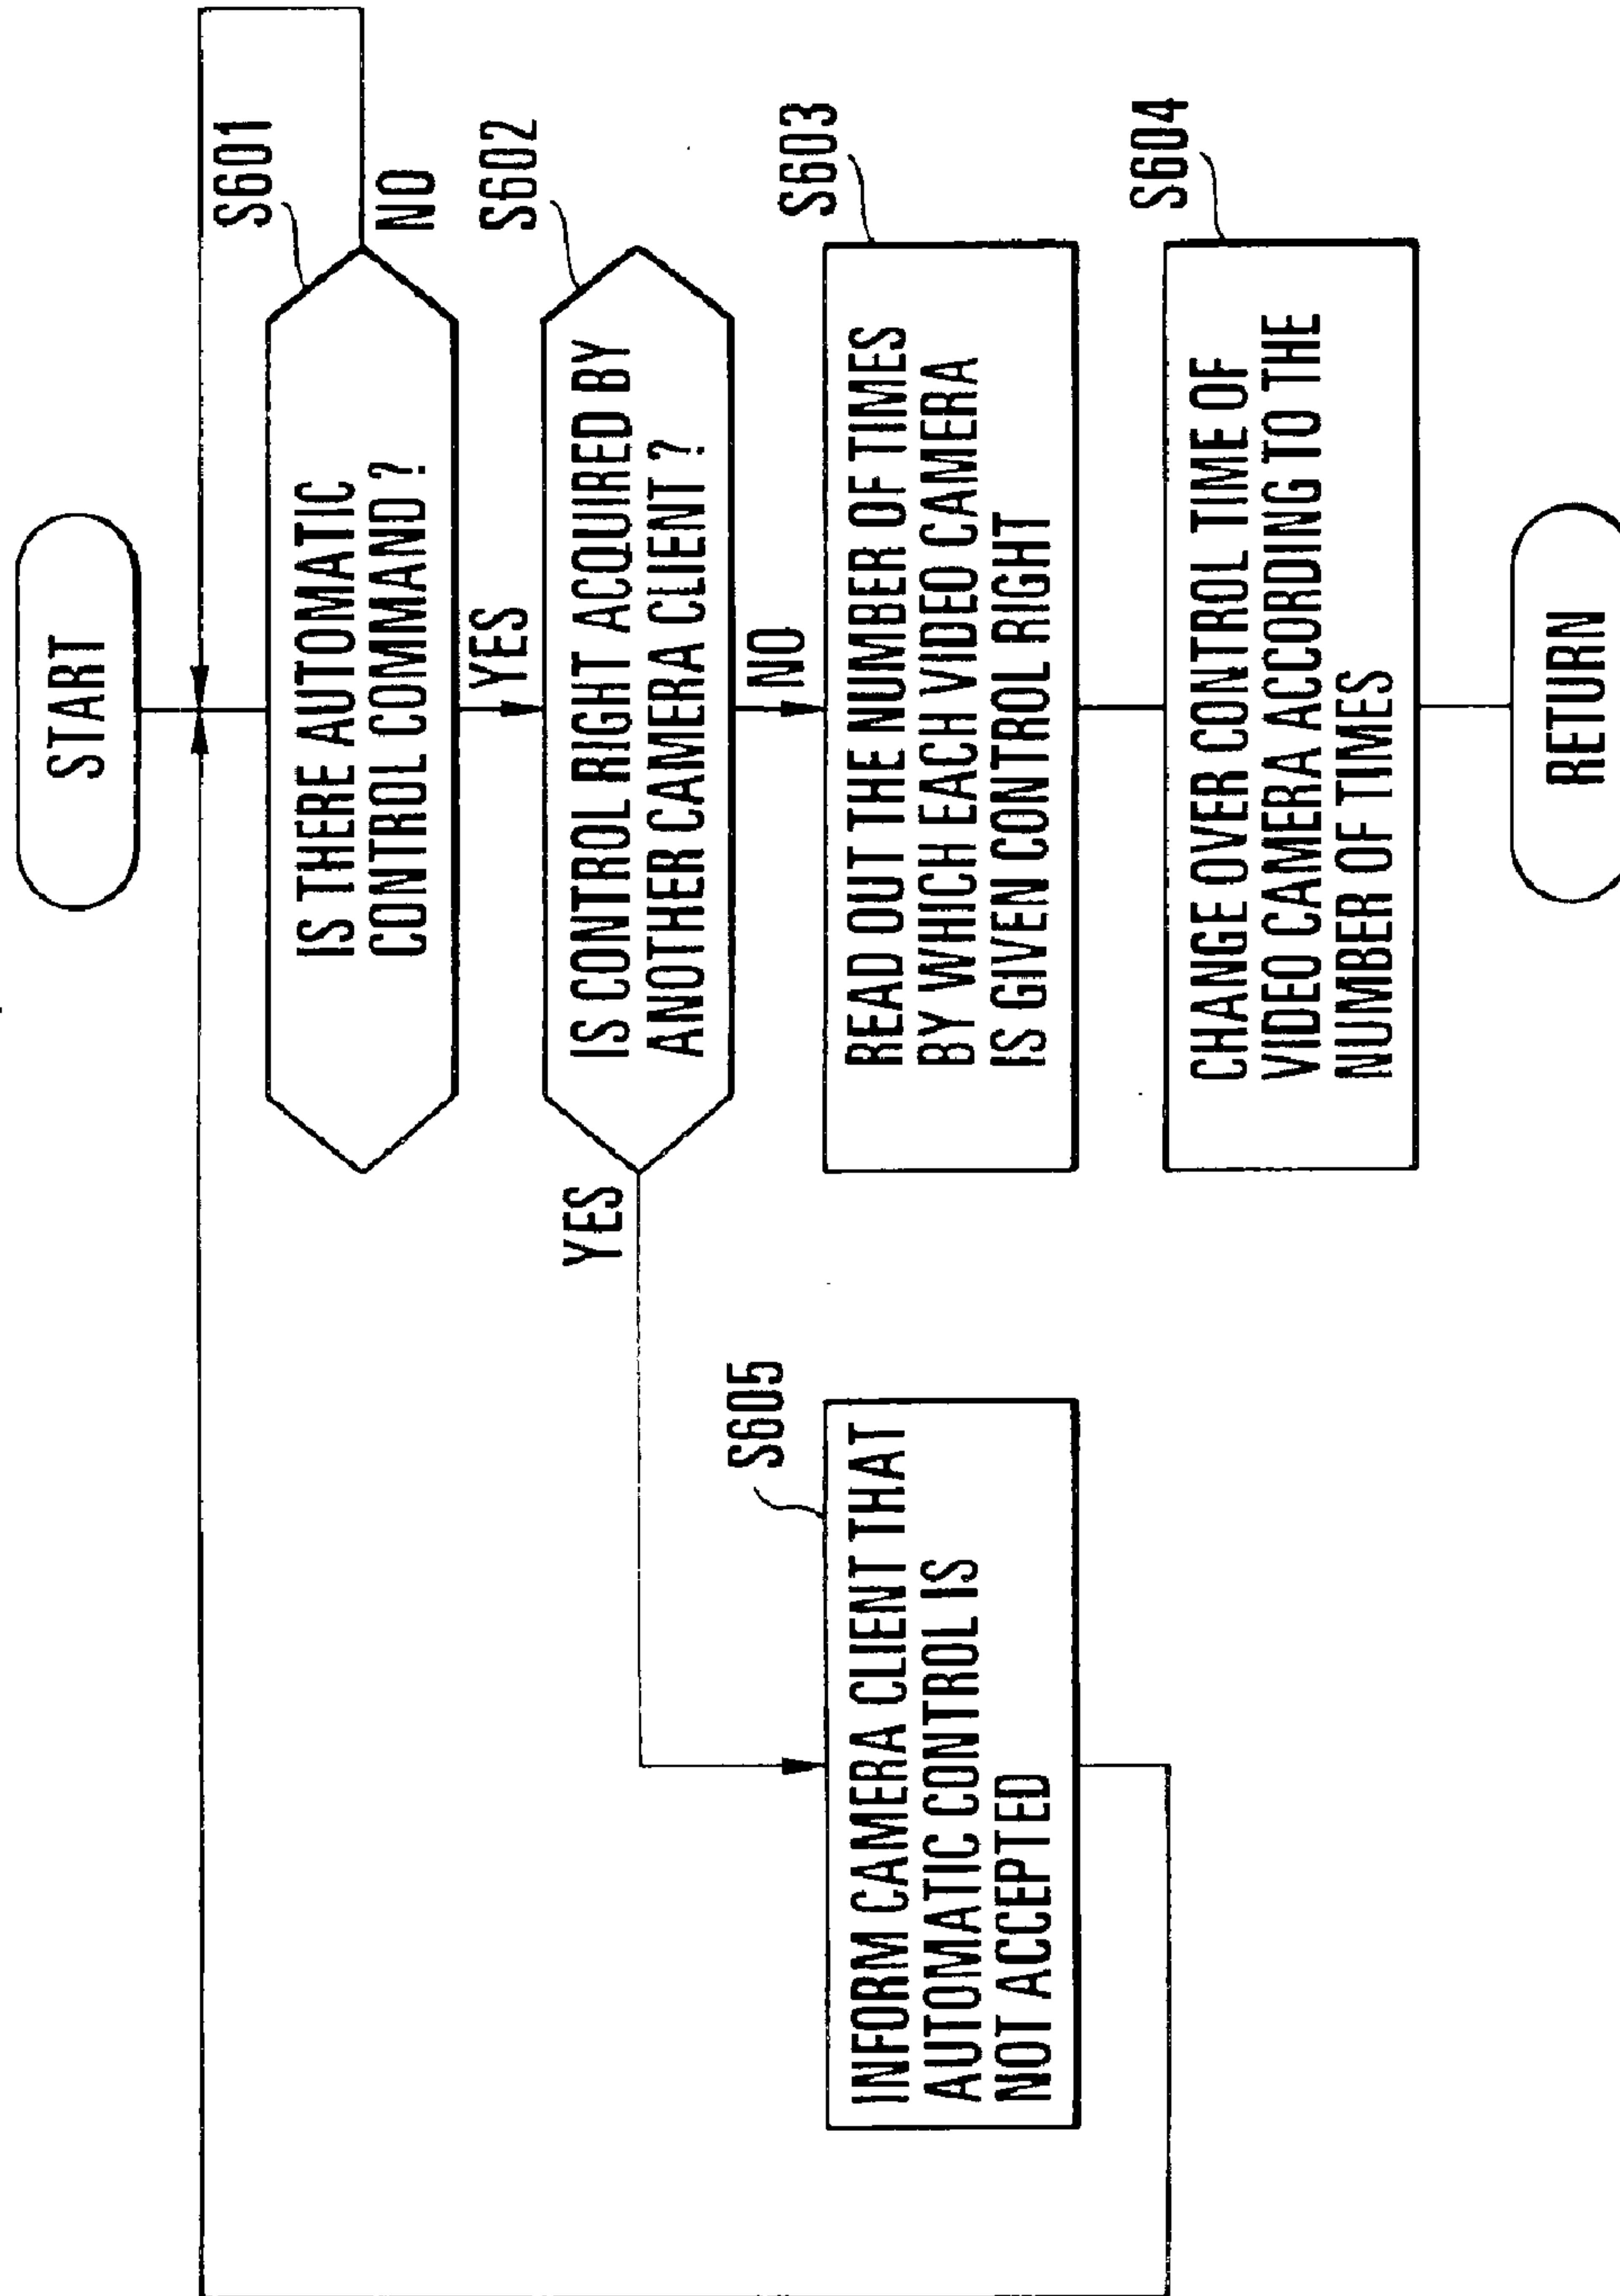 START
S601
IS THERE AUTOMATIC
CONTROL COMMAND ?
NO
YES
S602
IS CONTROL RIGHT ACQUIRED BY
ANOTHER CAMERA CLIENT ?
YES
NO
S603
READ OUT THE NUMBER OF TIMES
BY WHICH EACH VIDEO CAMERA
IS GIVEN CONTROL RIGHT
S605
INFORM CAMERA CLIENT THAT
AUTOMATIC CONTROL IS
NOT ACCEPTED
S604
CHANGE OVER CONTROL TIME OF
VIDEO CAMERA ACCORDING TO THE
NUMBER OF TIMES
RETURN